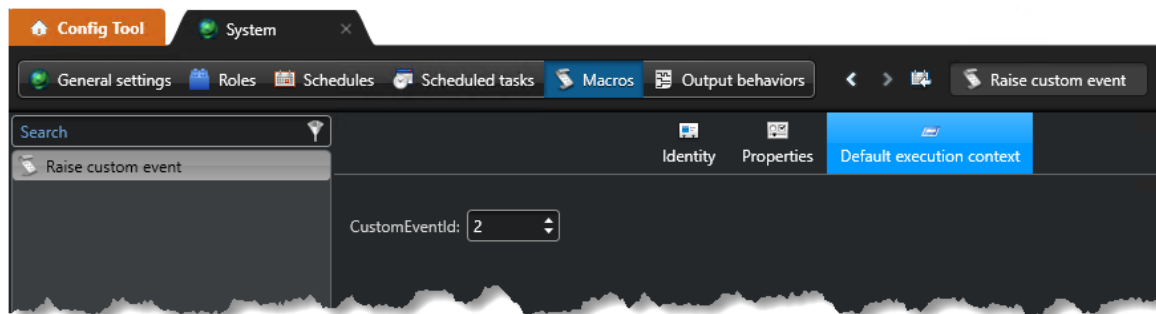 Config Tool System
General settings Roles Schedules Scheduled tasks Macros Output behaviors Raise custom event
Search
Raise custom event
Identity Properties Default execution context
CustomEventId: 2